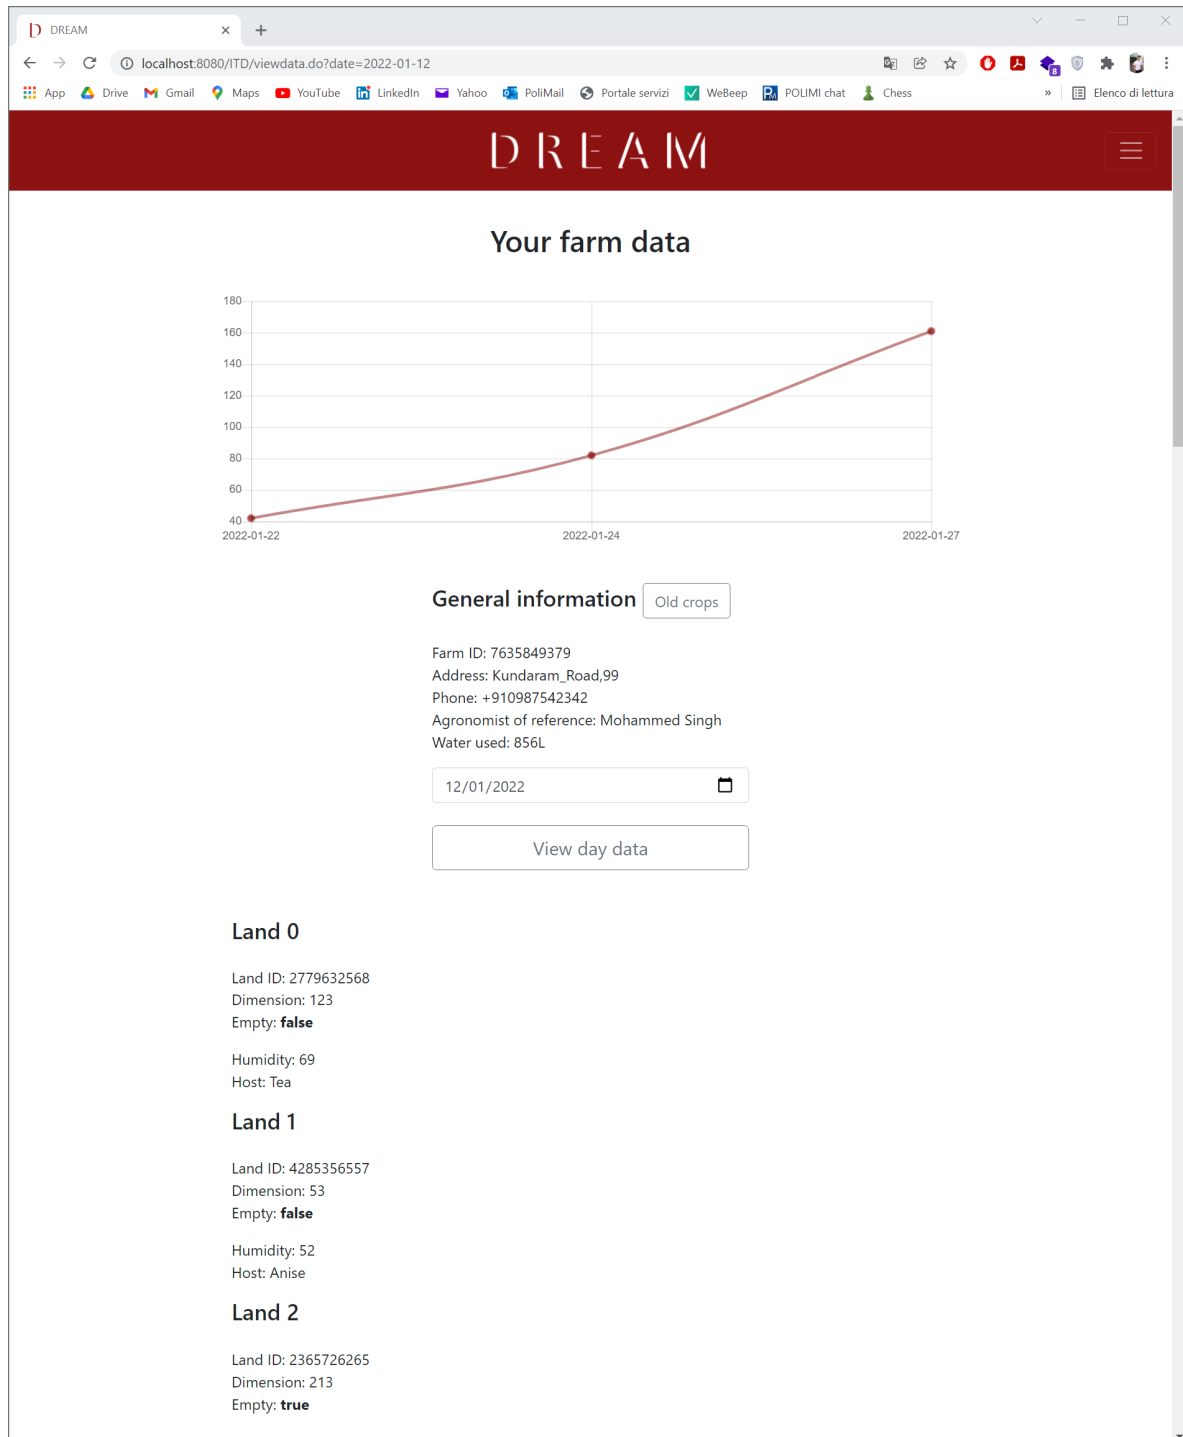 DREAM
localhost:8080/ITD/viewdata.do?date=2022-01-12
8
App Drive Gmail Maps YouTube LinkedIn Yahoo PoliMail Portale servizi WeBeep POLIMI chat Chess » Elenco di lettura
DREAM
Your farm data
180
160
140
120
100
80
60
40
2022-01-22 2022-01-24 2022-01-27
General information Old crops
Farm ID: 7635849379
Address: Kundaram_Road,99
Phone: +910987542342
Agronomist of reference: Mohammed Singh
Water used: 856L
12/01/2022
View day data
Land 0
Land ID: 2779632568
Dimension: 123
Empty: false
Humidity: 69
Host: Tea
Land 1
Land ID: 4285356557
Dimension: 53
Empty: false
Humidity: 52
Host: Anise
Land 2
Land ID: 2365726265
Dimension: 213
Empty: true